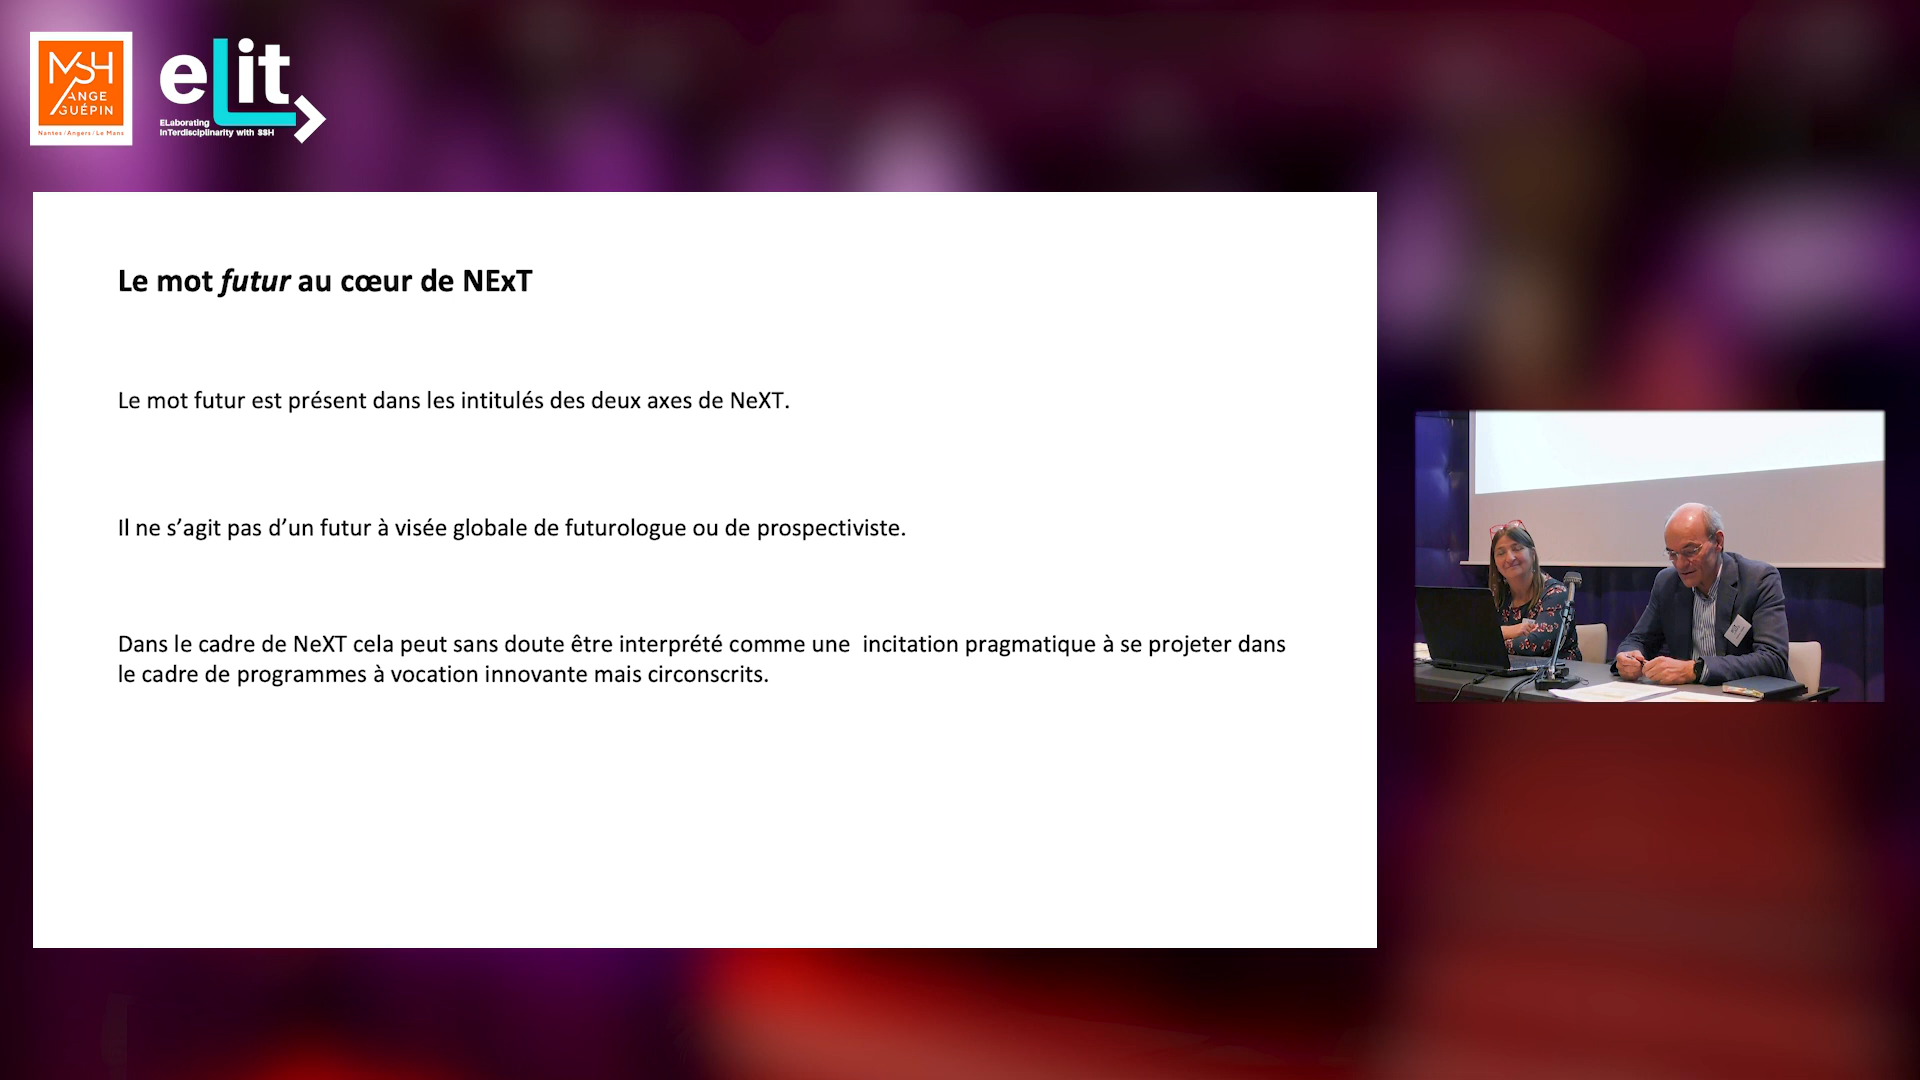 MSH
ANGE
GUÉPIN
Nantes/Angers/Le Mans
eLit
ELaborating
InTerdisciplinarity with SSH
Le mot futur au cœur de NExT
Le mot futur est présent dans les intitulés des deux axes de NeXT.
Il ne s’agit pas d’un futur à visée globale de futurologue ou de prospectiviste.
Dans le cadre de NeXT cela peut sans doute être interprété comme une  incitation pragmatique à se projeter dans
le cadre de programmes à vocation innovante mais circonscrits.